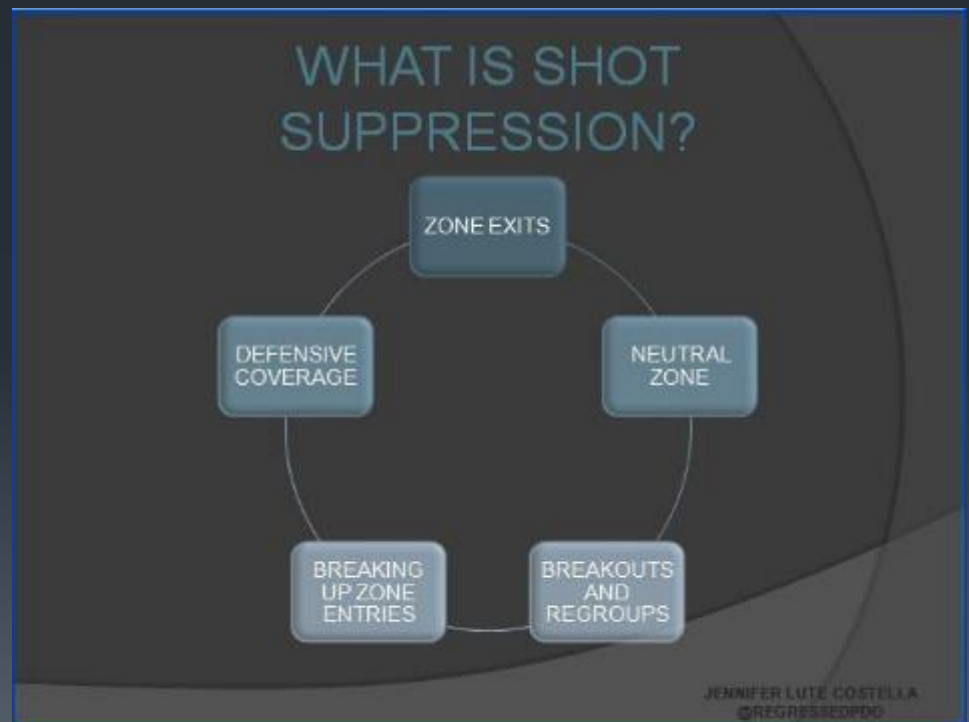 WHAT IS SHOT
SUPPRESSION?
ZONE EXITS
DEFENSIVE
COVERAGE
NEUTRAL
ZONE
BREAKING
UP ZONE
ENTRIES
BREAKOUTS
AND
REGROUPS
JENNIFER LUTE COSTELLA
@REGRESSEDPDO